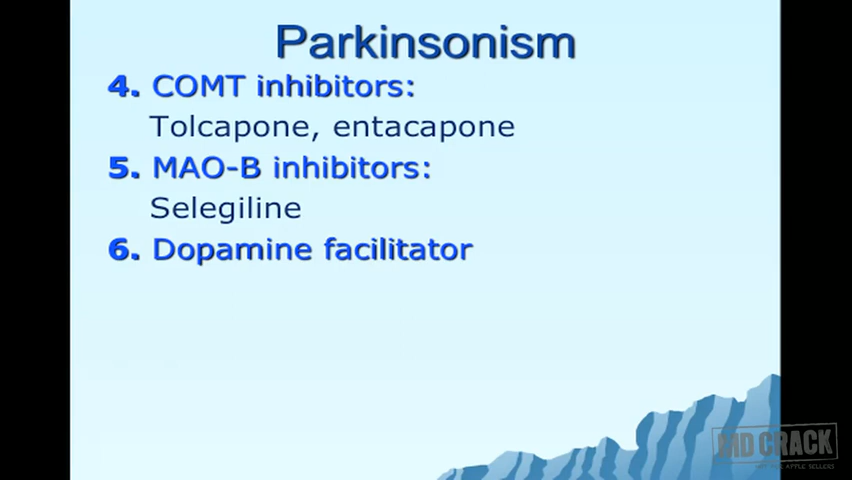 Parkinsonism
4. COMT inhibitors:
Tolcapone, entacapone
5. MAO-B inhibitors:
Selegiline
6. Dopamine facilitator
MD CRACK